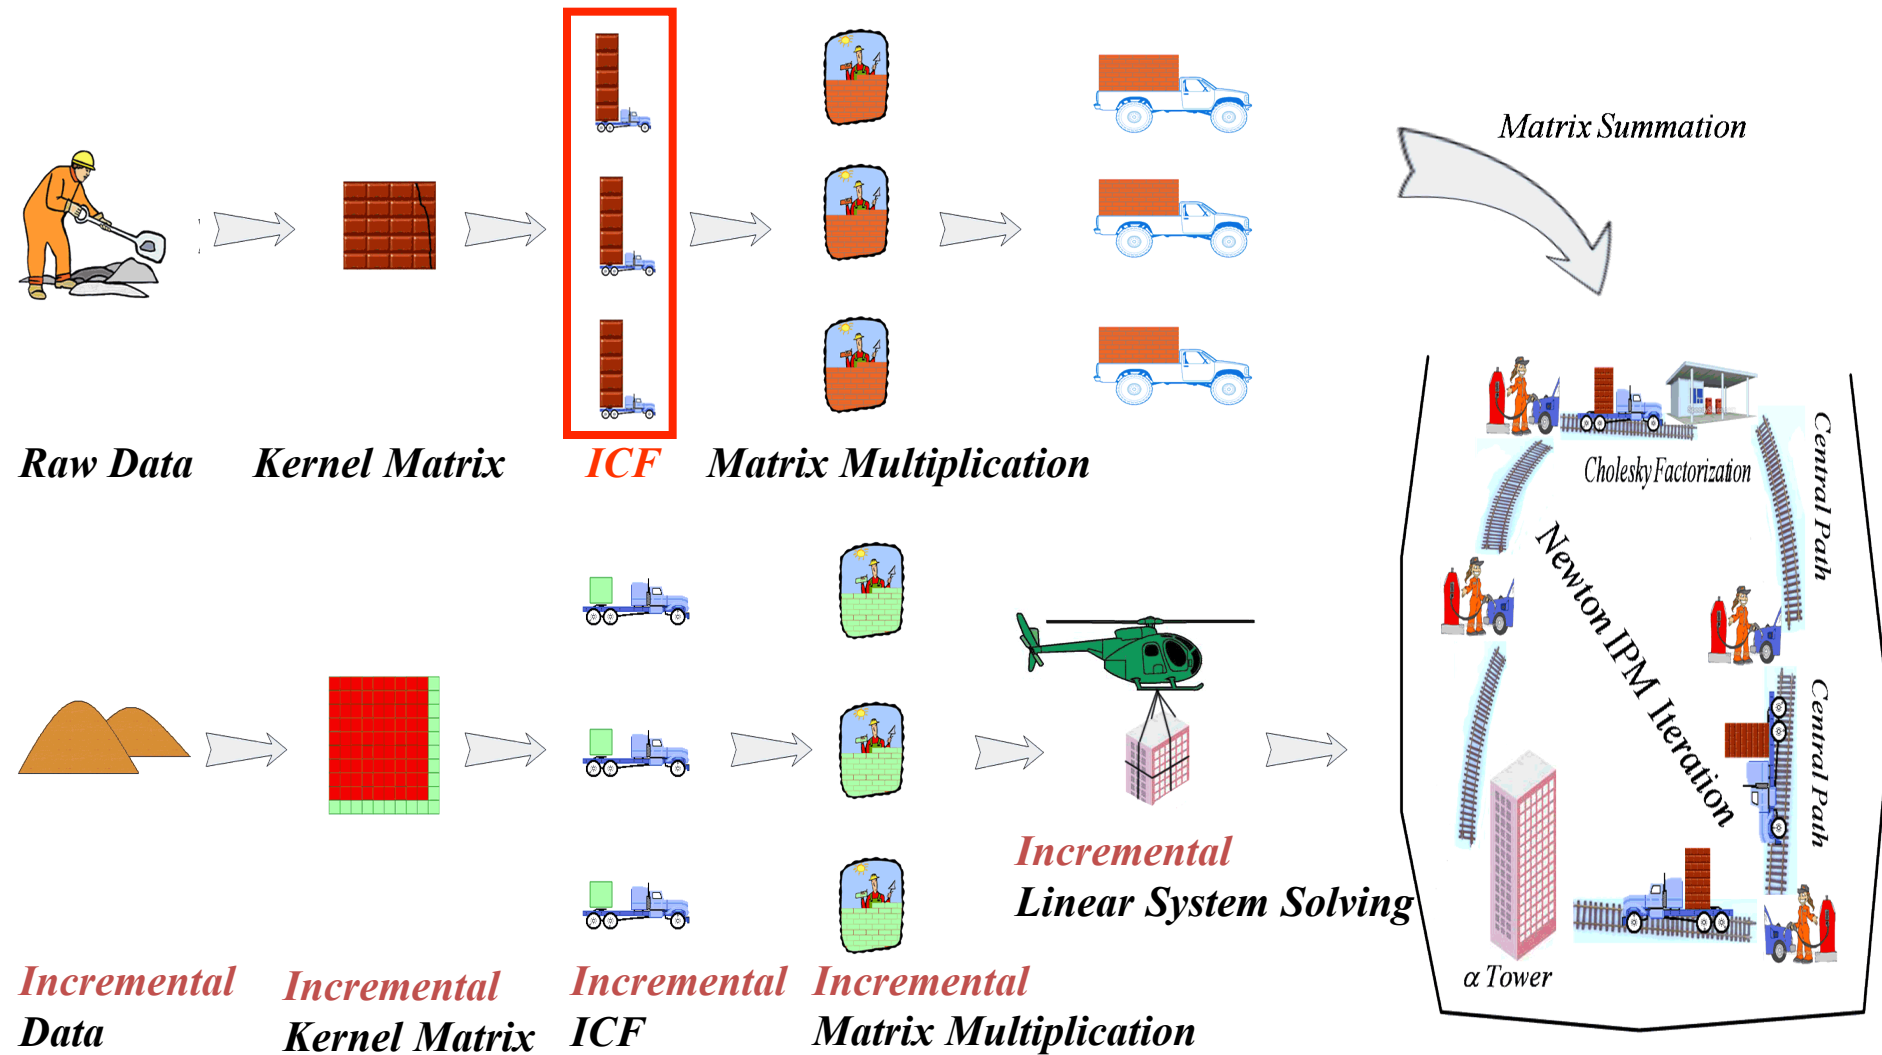 Matrix Summation
Raw Data
Kernel Matrix
ICF
Matrix Multiplication
Cholesky Factorization
Central Path
Newton IPM Iteration
Central Path
α Tower
Incremental
Linear System Solving
Incremental
Data
Incremental
Kernel Matrix
Incremental
ICF
Incremental
Matrix Multiplication